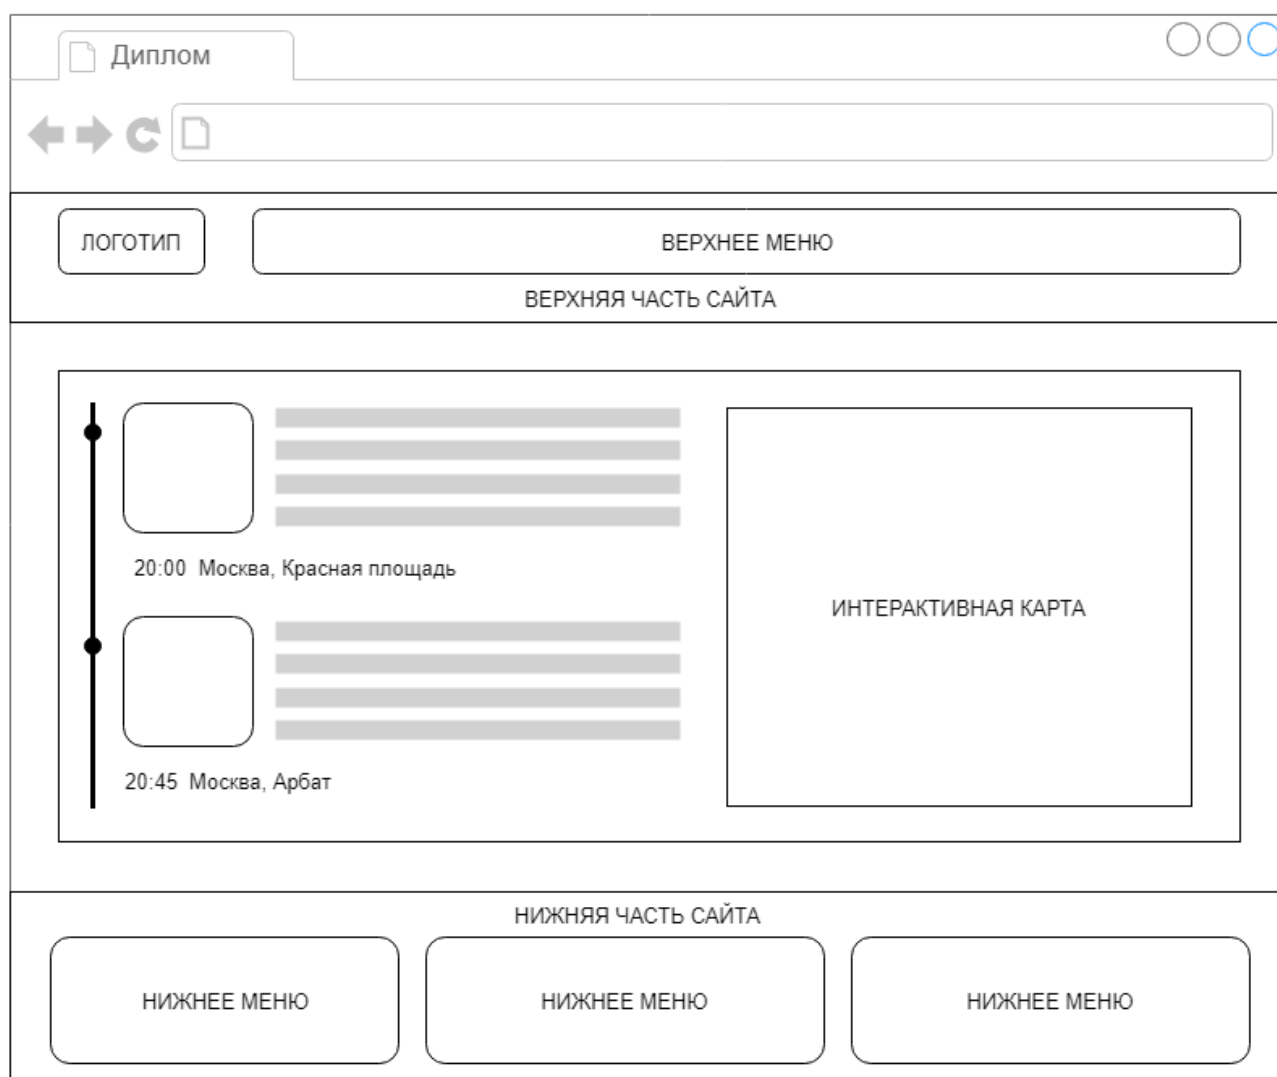 Диплом
ЛОГОТИП
ВЕРХНЕЕ МЕНЮ
ВЕРХНЯЯ ЧАСТЬ САЙТА
20:00 Москва, Красная площадь
20:45 Москва, Арбат
ИНТЕРАКТИВНАЯ КАРТА
НИЖНЯЯ ЧАСТЬ САЙТА
НИЖНЕЕ МЕНЮ
НИЖНЕЕ МЕНЮ
НИЖНЕЕ МЕНЮ